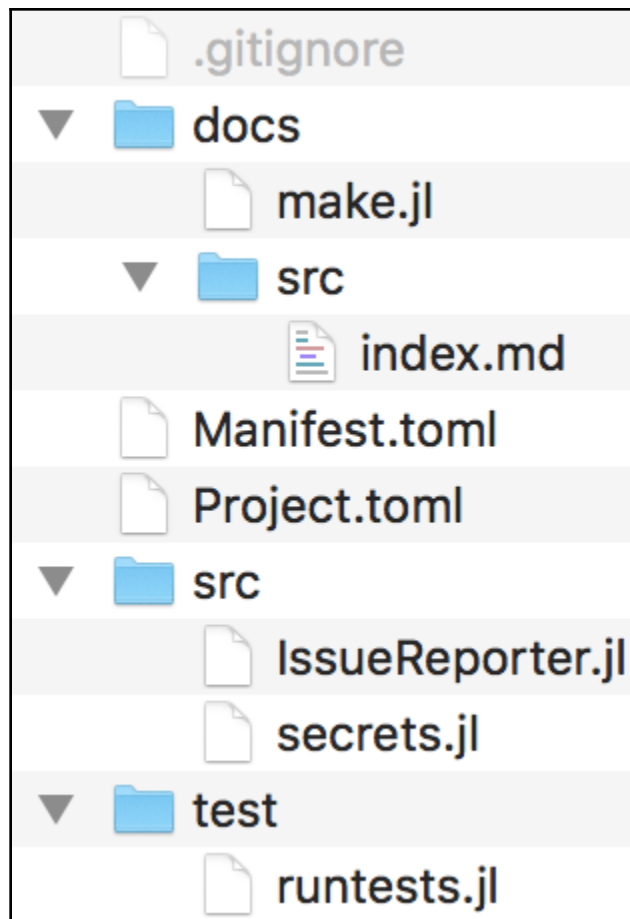 .gitignore
docs
make.jl
src
index.md
Manifest.toml
Project.toml
src
IssueReporter.jl
secrets.jl
test
runtests.jl